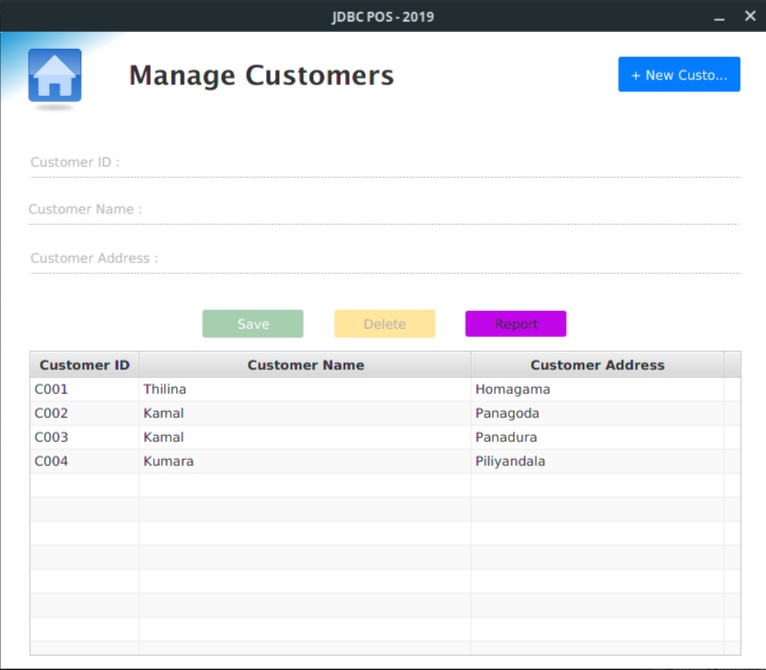 JDBC POS - 2019
Manage Customers
+ New Custo...
Customer ID :
Customer Name :
Customer Address :
Save Delete Report
Customer ID Customer Name Customer Address
C001 Thilina Homagama
C002 Kamal Panagoda
C003 Kamal Panadura
C004 Kumara Piliyandala